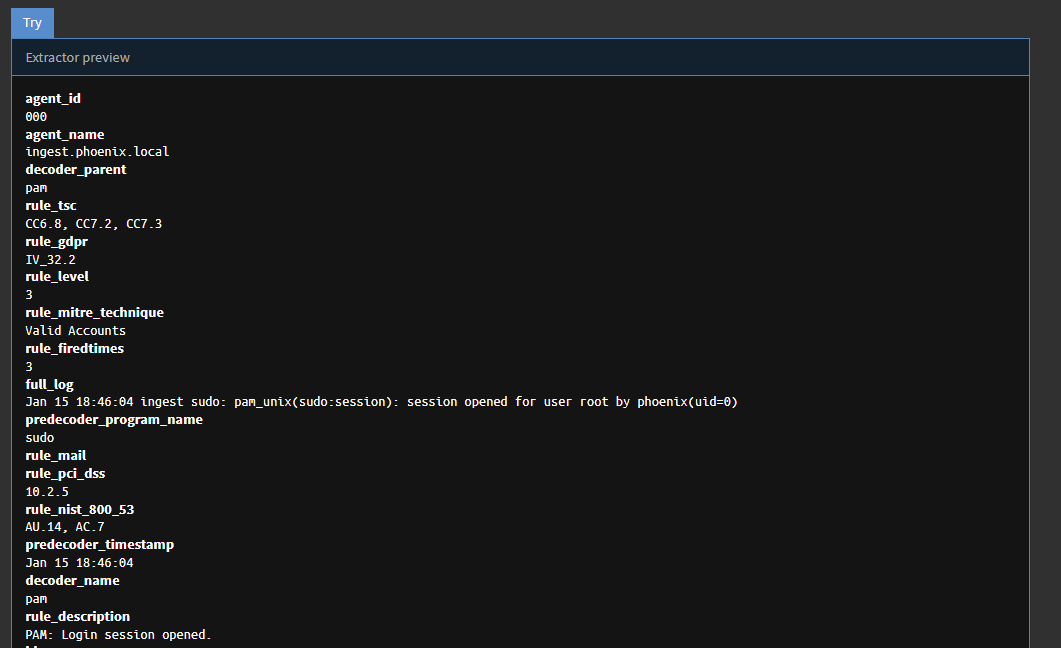 Try
Extractor preview
agent_id
000
agent_name
ingest.phoenix.local
decoder_parent
pam
rule_tsc
CC6.8, CC7.2, CC7.3
rule_gdpr
IV_32.2
rule_level
3
rule_mitre_technique
Valid Accounts
rule_firedtimes
3
full_log
Jan 15 18:46:04 ingest sudo: pam_unix(sudo:session): session opened for user root by phoenix(uid=0)
predecoder_program_name
sudo
rule_mail
rule_pci_dss
10.2.5
rule_nist_800_53
AU.14, AC.7
predecoder_timestamp
Jan 15 18:46:04
decoder_name
pam
rule_description
PAM: Login session opened.